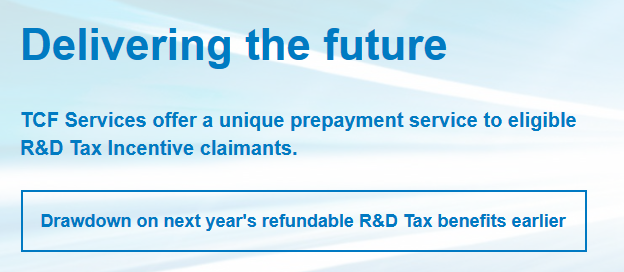 Delivering the future
TCF Services offer a unique prepayment service to eligible
R&D Tax Incentive claimants.
Drawdown on next year's refundable R&D Tax benefits earlier